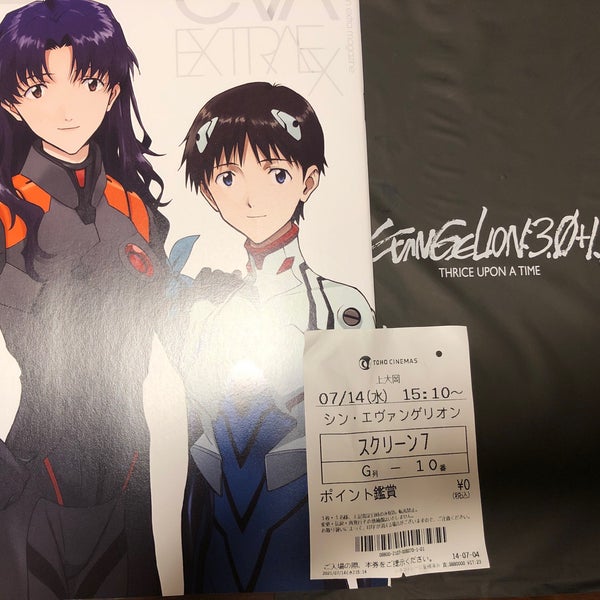 EVA
EXTRA EX
EVANGELION:3.0+1.
THRICE UPON A TIME
TOHO CINEMAS
上大岡
07/14(水) 15:10～
シン・エヴァンゲリオン
スクリーン7
G列 － 10番
ポイント鑑賞
¥0
(税込)
14-07-04
ご入場の際、本券をご提示ください。